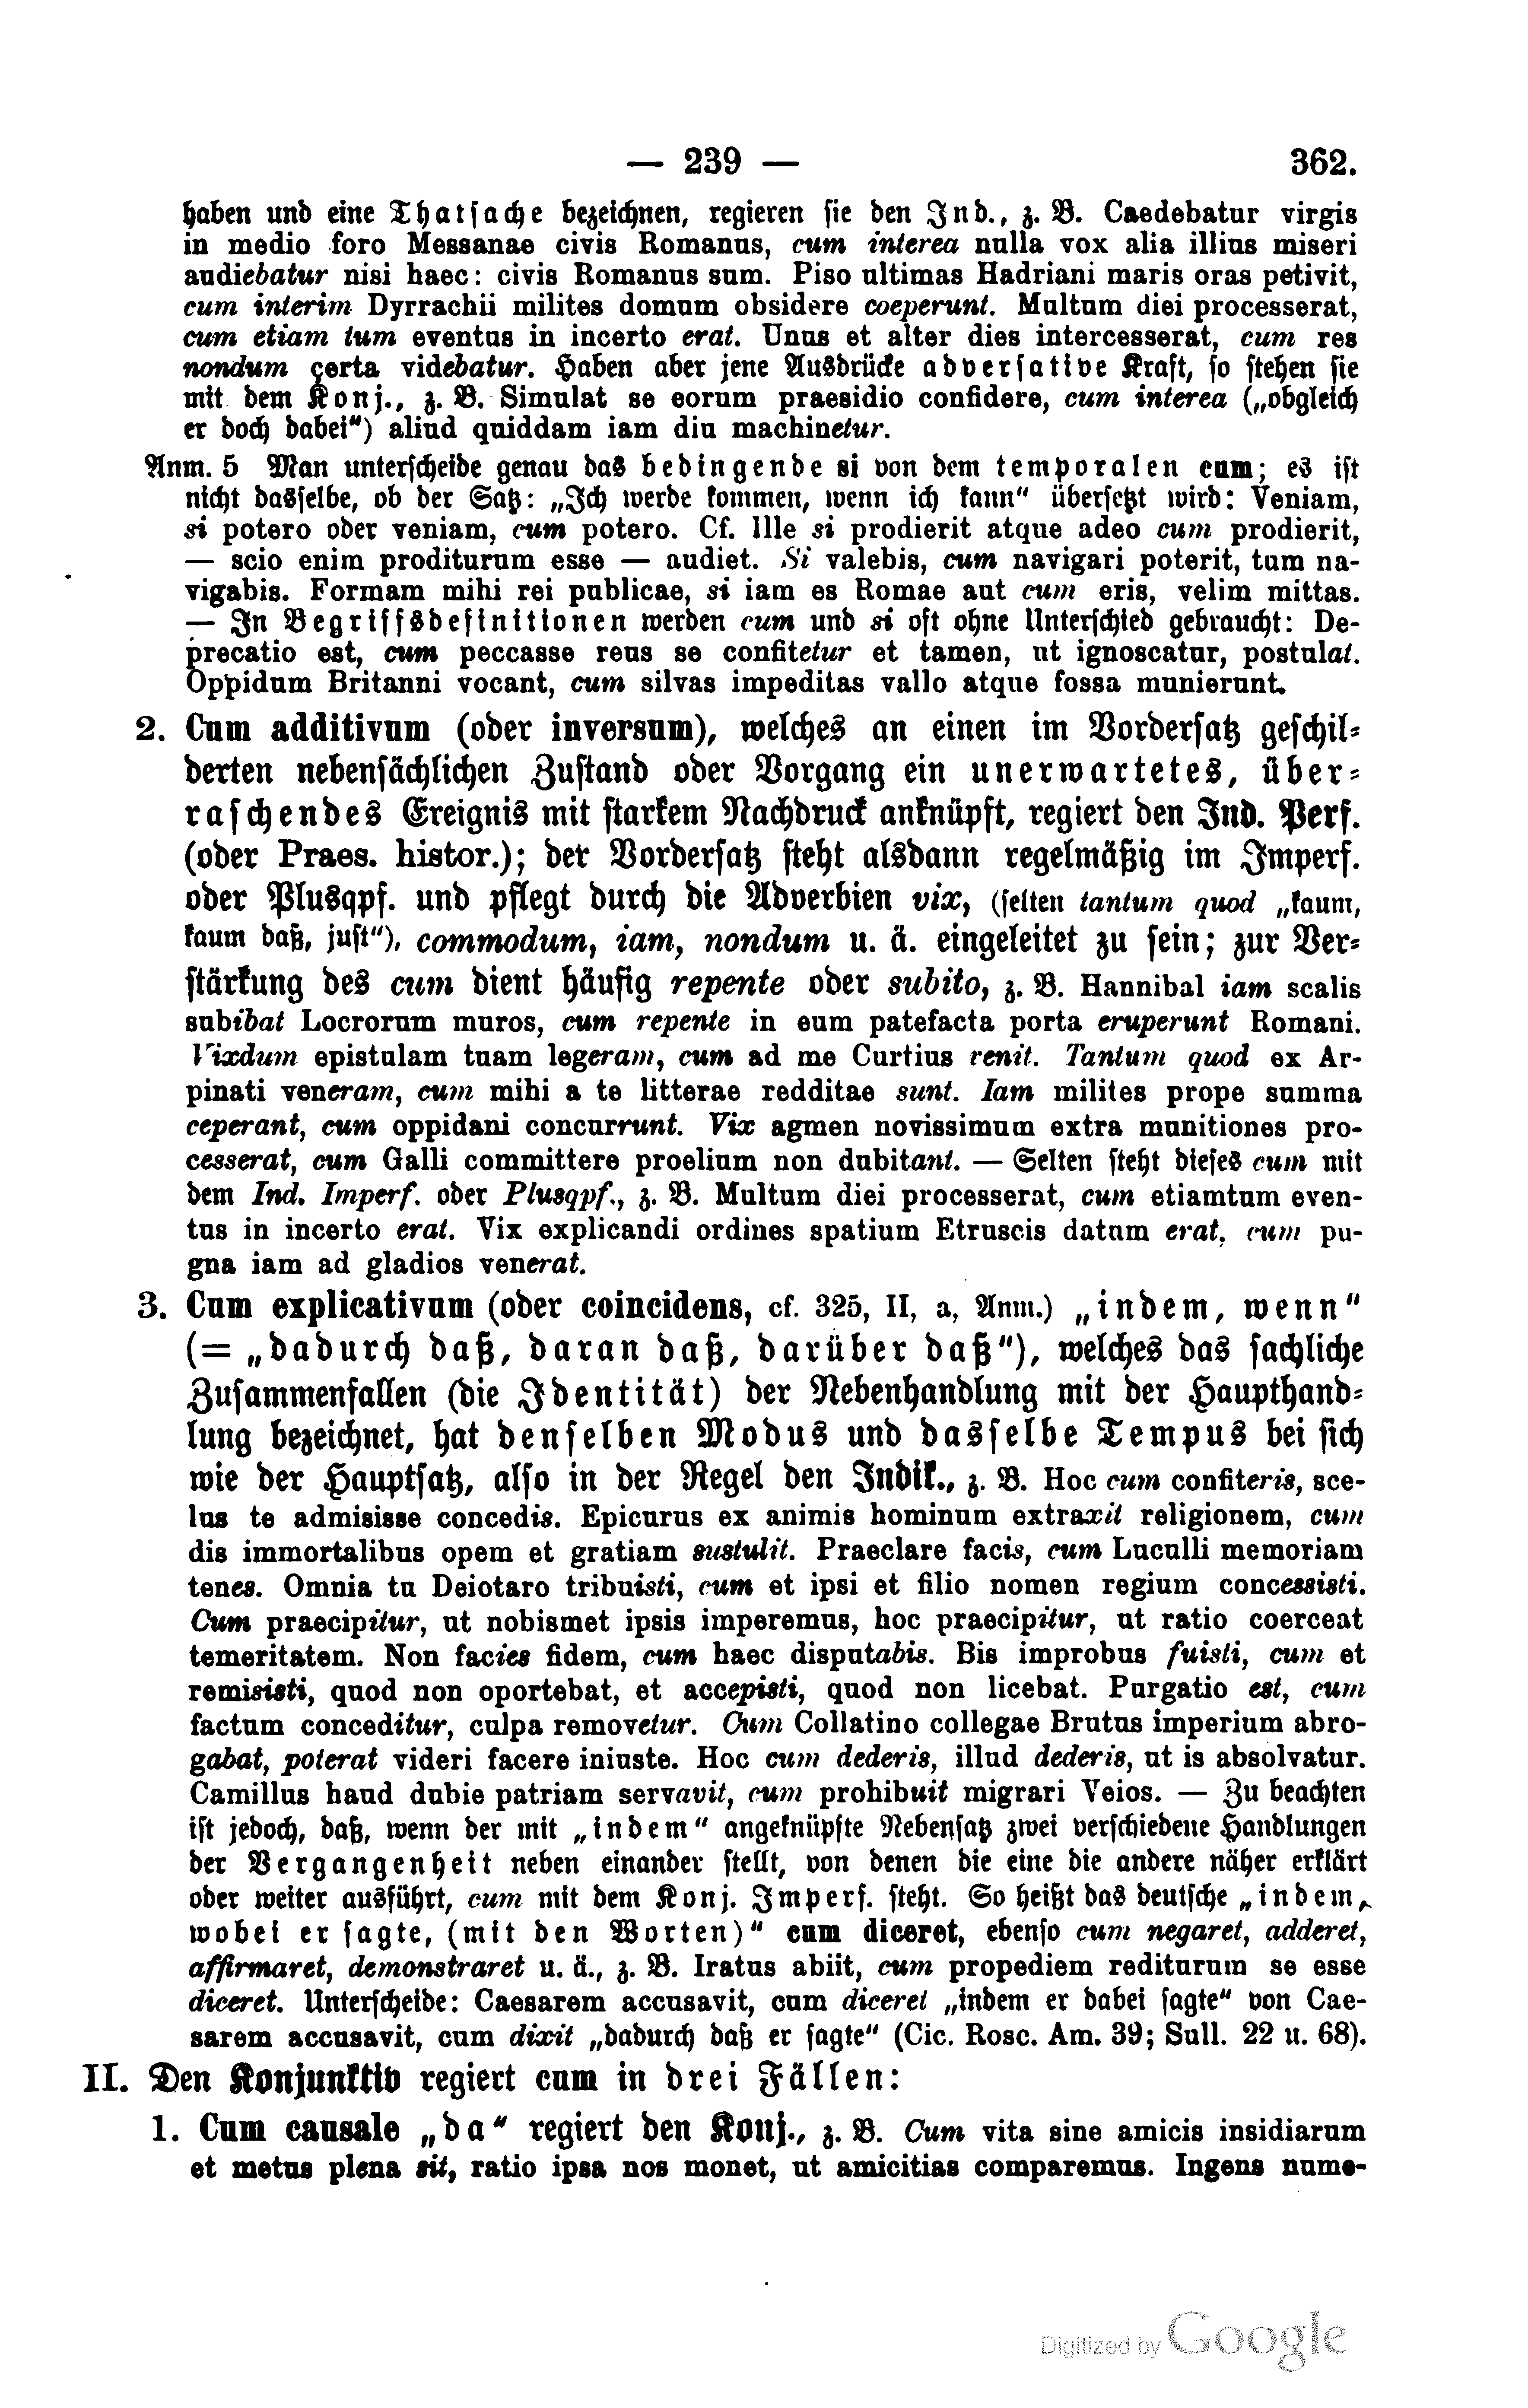 — 239 — 362.
haben und eine Thatsache bezeichnen, regieren sie den Ind., z. B. Caedebatur virgis
in medio foro Messanae civis Romanus, cum interea nulla vox alia illius miseri
audiebatur nisi haec: civis Romanus sum. Piso ultimas Hadriani maris oras petivit,
cum interim Dyrrachii milites domum obsidere coeperunt. Multum diei processerat,
cum etiam tum eventus in incerto erat. Unus et alter dies intercesserat, cum res
nondum certa videbatur. Haben aber jene Ausdrücke adversative Kraft, so stehen sie
mit dem Konj., z. B. Simulat se eorum praesidio confidere, cum interea („obgleich
er doch dabei“) aliud quiddam iam diu machinetur.
Anm. 5 Man unterscheide genau das bedingende si von dem temporalen cum; es ist
nicht dasselbe, ob der Satz: „Ich werde kommen, wenn ich kann“ übersetzt wird: Veniam,
si potero oder veniam, cum potero. Cf. Ille si prodierit atque adeo cum prodierit,
— scio enim proditurum esse — audiet. Si valebis, cum navigari poterit, tum na-
vigabis. Formam mihi rei publicae, si iam es Romae aut cum eris, velim mittas.
— In Begriffsdefinitionen werden cum und si oft ohne Unterschied gebraucht: De-
precatio est, cum peccasse reus se confitetur et tamen, ut ignoscatur, postulat.
Oppidum Britanni vocant, cum silvas impeditas vallo atque fossa munierunt.
2. Cum additivum (oder inversum), welches an einen im Vordersatz geschil-
derten nebensächlichen Zustand oder Vorgang ein unerwartetes, über-
raschendes Ereignis mit starkem Nachdruck anknüpft, regiert den Ind. Perf.
(oder Praes. histor.); der Vordersatz steht alsdann regelmäßig im Imperf.
oder Plusqpf. und pflegt durch die Adverbien vix, (selten tantum quod „kaum,
kaum daß, just“), commodum, iam, nondum u. ä. eingeleitet zu sein; zur Ver-
stärkung des cum dient häufig repente oder subito, z. B. Hannibal iam scalis
subibat Locrorum muros, cum repente in eum patefacta porta eruperunt Romani.
Vixdum epistulam tuam legeram, cum ad me Curtius venit. Tantum quod ex Ar-
pinati veneram, cum mihi a te litterae redditae sunt. Iam milites prope summa
ceperant, cum oppidani concurrunt. Vix agmen novissimum extra munitiones pro-
cesserat, cum Galli committere proelium non dubitant. — Selten steht dieses cum mit
dem Ind. Imperf. oder Plusqpf., z. B. Multum diei processerat, cum etiamtum even-
tus in incerto erat. Vix explicandi ordines spatium Etruscis datum erat, cum pu-
gna iam ad gladios venerat.
3. Cum explicativum (oder coincidens, cf. 325, II, a, Anm.) „indem, wenn“
(= „dadurch daß, daran daß, darüber daß“), welches das sachliche
Zusammenfallen (die Identität) der Nebenhandlung mit der Haupthand-
lung bezeichnet, hat denselben Modus und dasselbe Tempus bei sich
wie der Hauptsatz, also in der Regel den Indik., z. B. Hoc cum confiteris, sce-
lus te admisisse concedis. Epicurus ex animis hominum extraxit religionem, cum
dis immortalibus opem et gratiam sustulit. Praeclare facis, cum Luculli memoriam
tenes. Omnia tu Deiotaro tribuisti, cum et ipsi et filio nomen regium concessisti.
Cum praecipitur, ut nobismet ipsis imperemus, hoc praecipitur, ut ratio coerceat
temeritatem. Non facies fidem, cum haec disputabis. Bis improbus fuisti, cum et
remisisti, quod non oportebat, et accepisti, quod non licebat. Purgatio est, cum
factum conceditur, culpa removetur. Cum Collatino collegae Brutus imperium abro-
gabat, poterat videri facere iniuste. Hoc cum dederis, illud dederis, ut is absolvatur.
Camillus haud dubie patriam servavit, cum prohibuit migrari Veios. — Zu beachten
ist jedoch, daß, wenn der mit „indem“ angeknüpfte Nebensatz zwei verschiedene Handlungen
der Vergangenheit neben einander stellt, von denen die eine die andere näher erklärt
oder weiter ausführt, cum mit dem Konj. Imperf. steht. So heißt das deutsche „indem,
wobei er sagte, (mit den Worten)“ cum diceret, ebenso cum negaret, adderet,
affirmaret, demonstraret u. ä., z. B. Iratus abiit, cum propediem rediturum se esse
diceret. Unterscheide: Caesarem accusavit, cum diceret „indem er dabei sagte“ von Cae-
sarem accusavit, cum dixit „dadurch daß er sagte“ (Cic. Rosc. Am. 39; Sull. 22 u. 68).
II. Den Konjunktiv regiert cum in drei Fällen:
1. Cum causale „da“ regiert den Konj., z. B. Cum vita sine amicis insidiarum
et metus plena sit, ratio ipsa nos monet, ut amicitias comparemus. Ingens nume-
Digitized by Google